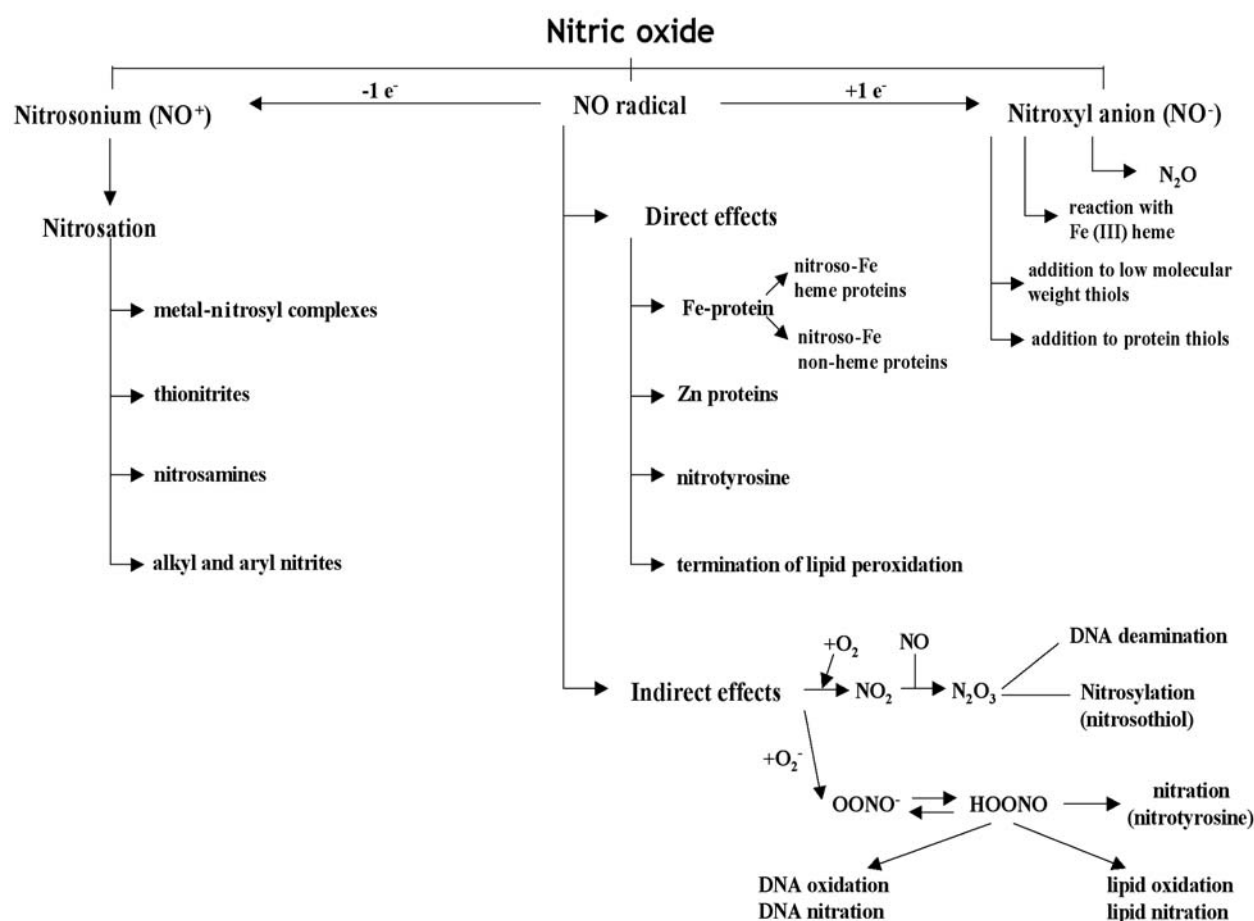 Nitric oxide
-1 e⁻
+1 e⁻
Nitrosonium (NO⁺)
NO radical
Nitroxyl anion (NO⁻)
N₂O
reaction with
Fe (III) heme
addition to low molecular
weight thiols
addition to protein thiols
Nitrosation
metal-nitrosyl complexes
thionitrites
nitrosamines
alkyl and aryl nitrites
Direct effects
Fe-protein
nitroso-Fe
heme proteins
nitroso-Fe
non-heme proteins
Zn proteins
nitrotyrosine
termination of lipid peroxidation
Indirect effects
+O₂
NO₂
NO
N₂O₃
DNA deamination
Nitrosylation
(nitrosothiol)
+O₂⁻
OONO⁻
HOONO
nitration
(nitrotyrosine)
DNA oxidation
DNA nitration
lipid oxidation
lipid nitration